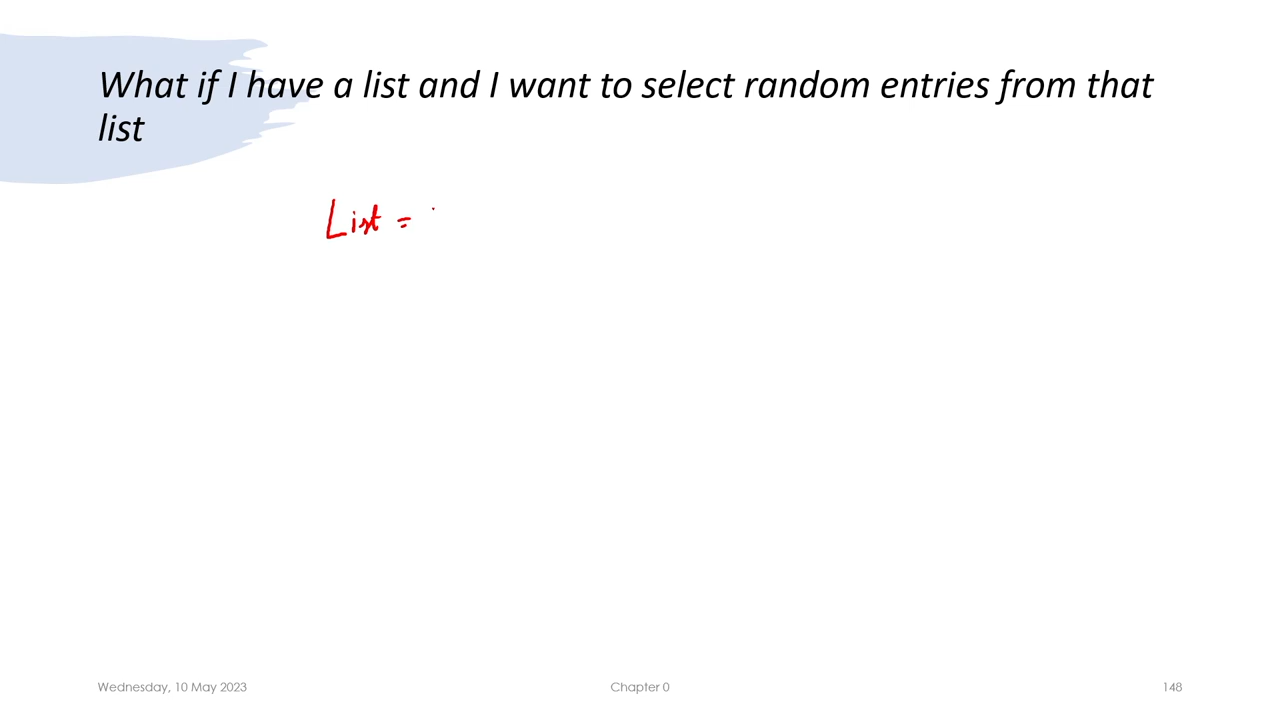 What if I have a list and I want to select random entries from that
list
List =
Wednesday, 10 May 2023
Chapter 0
148